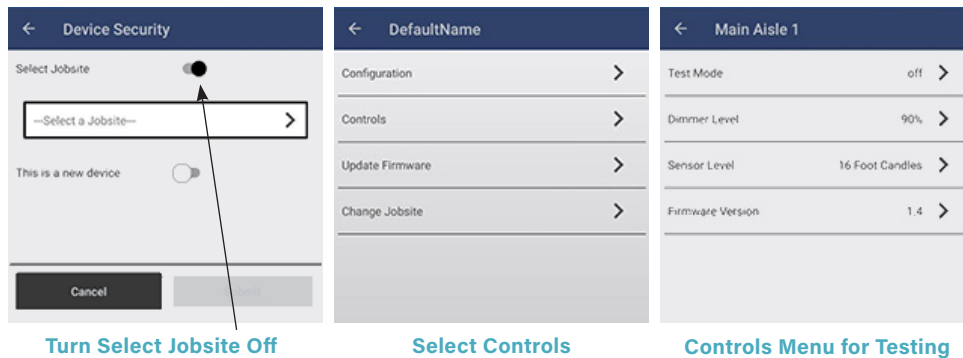 Device Security
Select Jobsite
---Select a Jobsite---
This is a new device
Cancel
Turn Select Jobsite Off
DefaultName
Configuration
Controls
Update Firmware
Change Jobsite
Select Controls
Main Aisle 1
Test Mode off
Dimmer Level 90%
Sensor Level 16 Foot Candles
Firmware Version 1.4
Controls Menu for Testing